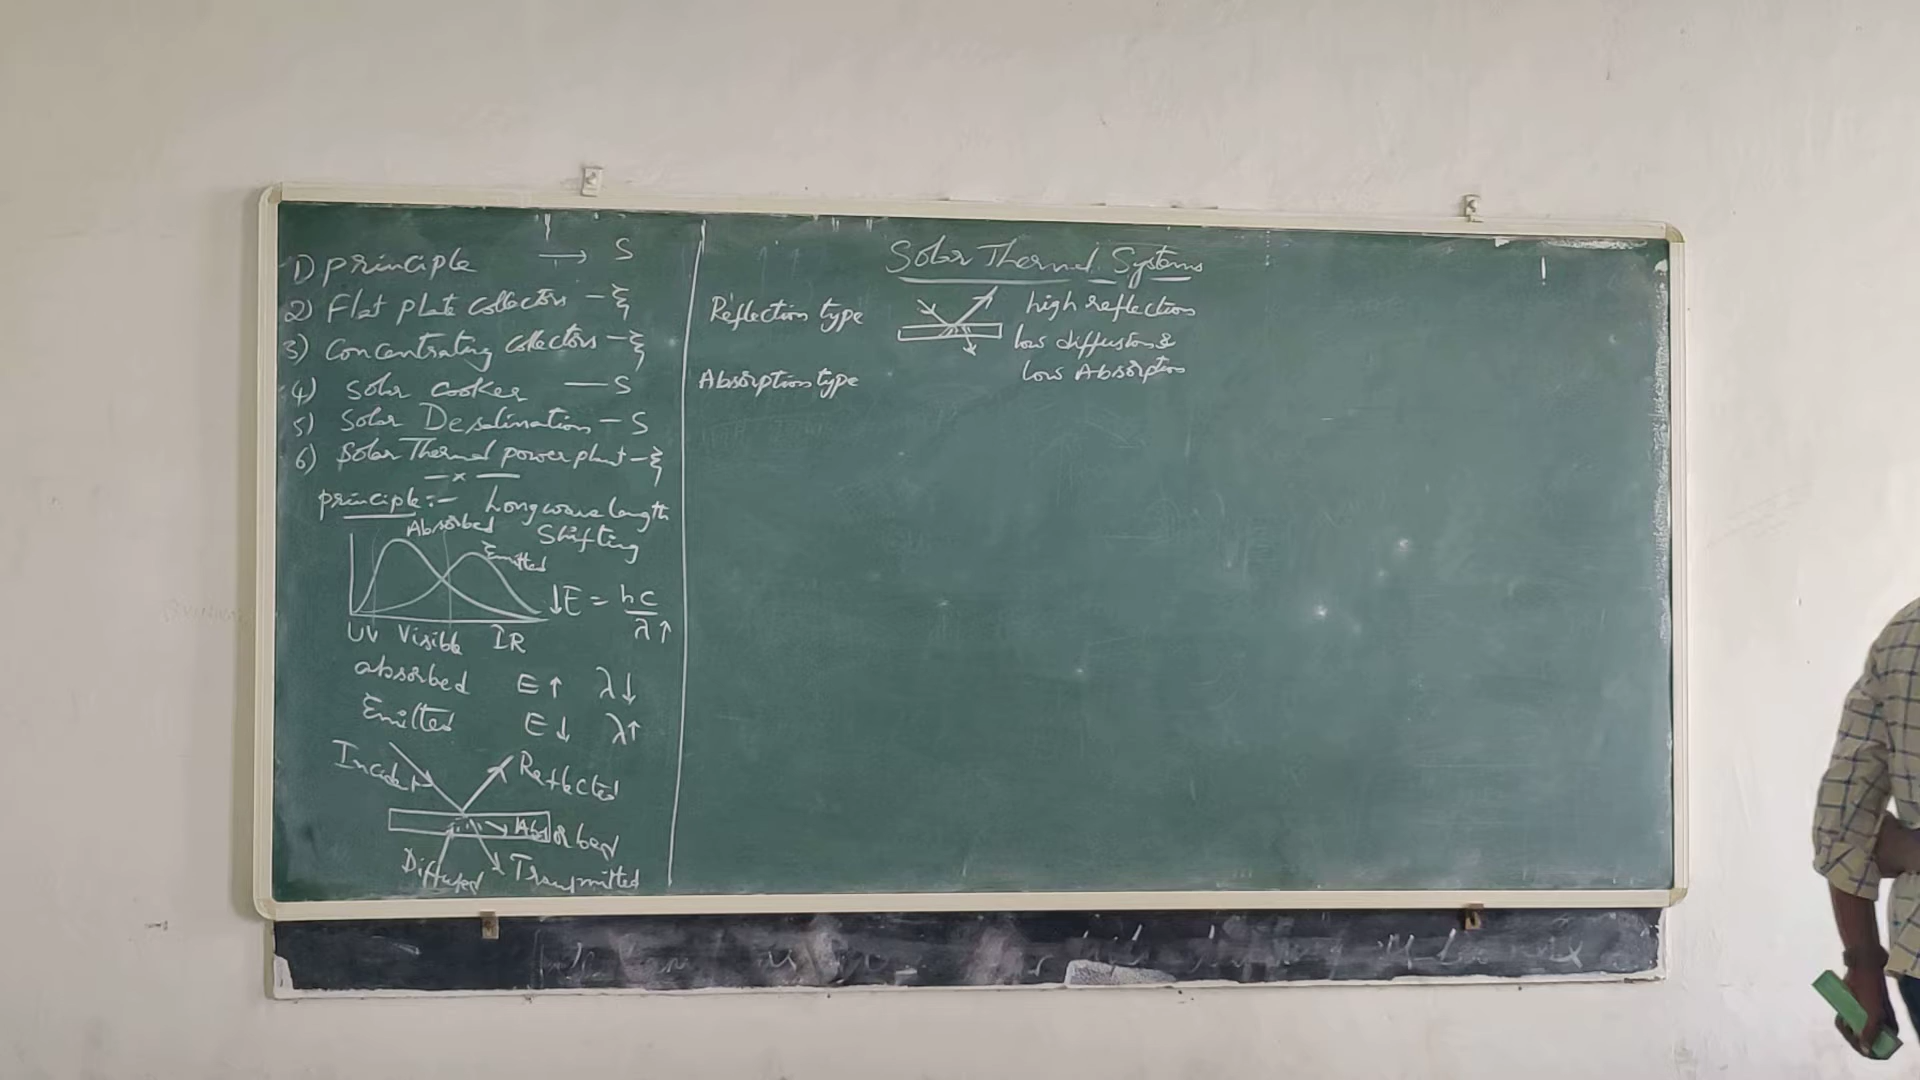 1) principle → S
2) Flat plate collectors - ξ
3) Concentrating collectors - ξ
4) Solar cooker — S
5) Solar Desalination - S
6) Solar Thermal power plant - ξ
— x —
principle:- Long wave length
Shifting
Absorbed
Emitted
↓E = hc
λ↑
UV Visible IR
absorbed E↑ λ↓
Emitted E↓ λ↑
Incident Reflected
Absorbed
Diffused Transmitted
Solar Thermal Systems
Reflection type high reflection
low diffusion &
low Absorption
Absorption type